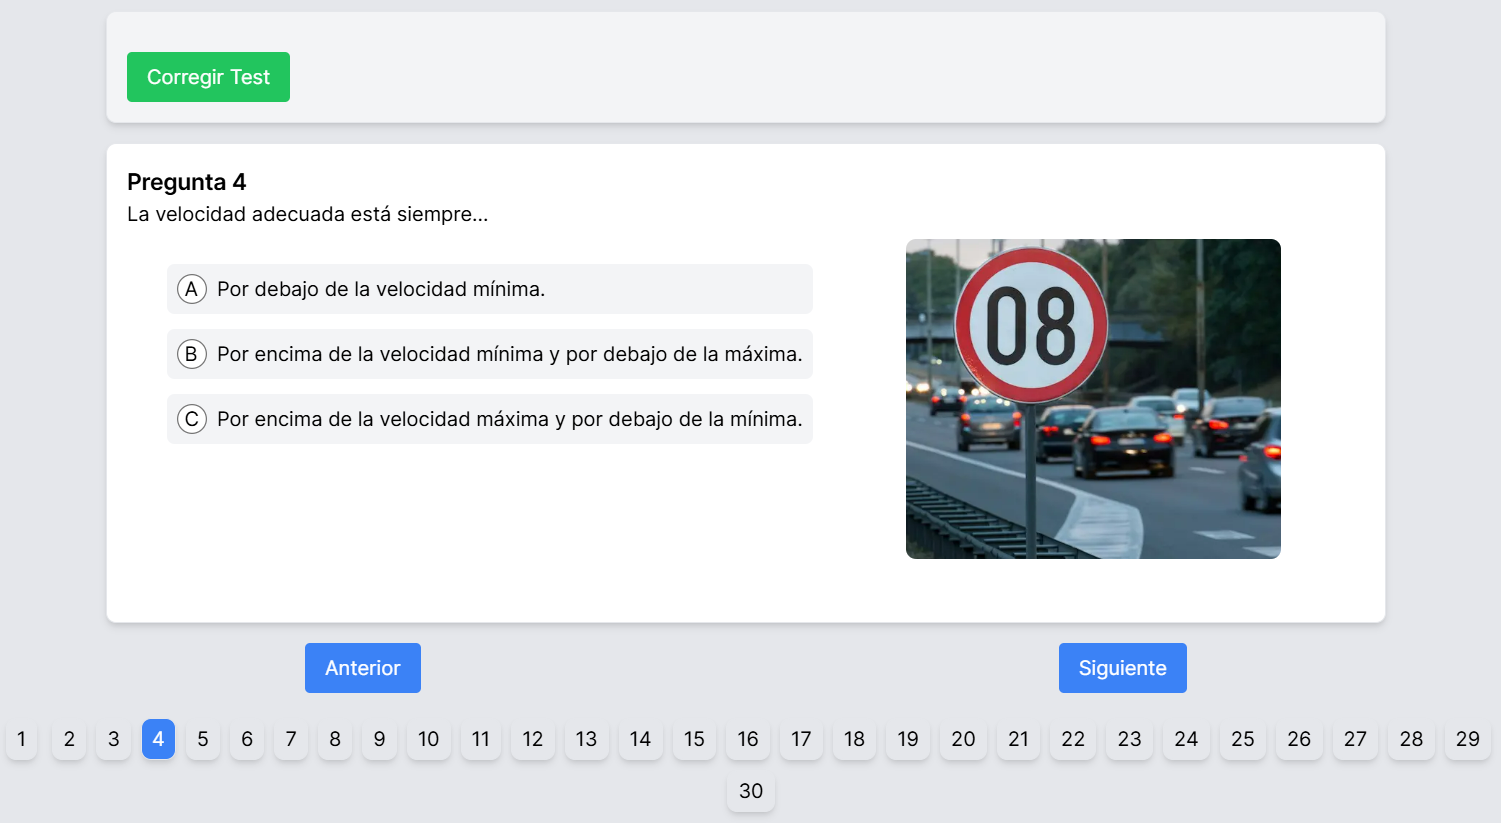 Corregir Test
Pregunta 4
La velocidad adecuada está siempre...
A Por debajo de la velocidad mínima.
B Por encima de la velocidad mínima y por debajo de la máxima.
C Por encima de la velocidad máxima y por debajo de la mínima.
08
Anterior
Siguiente
1 2 3 4 5 6 7 8 9 10 11 12 13 14 15 16 17 18 19 20 21 22 23 24 25 26 27 28 29
30